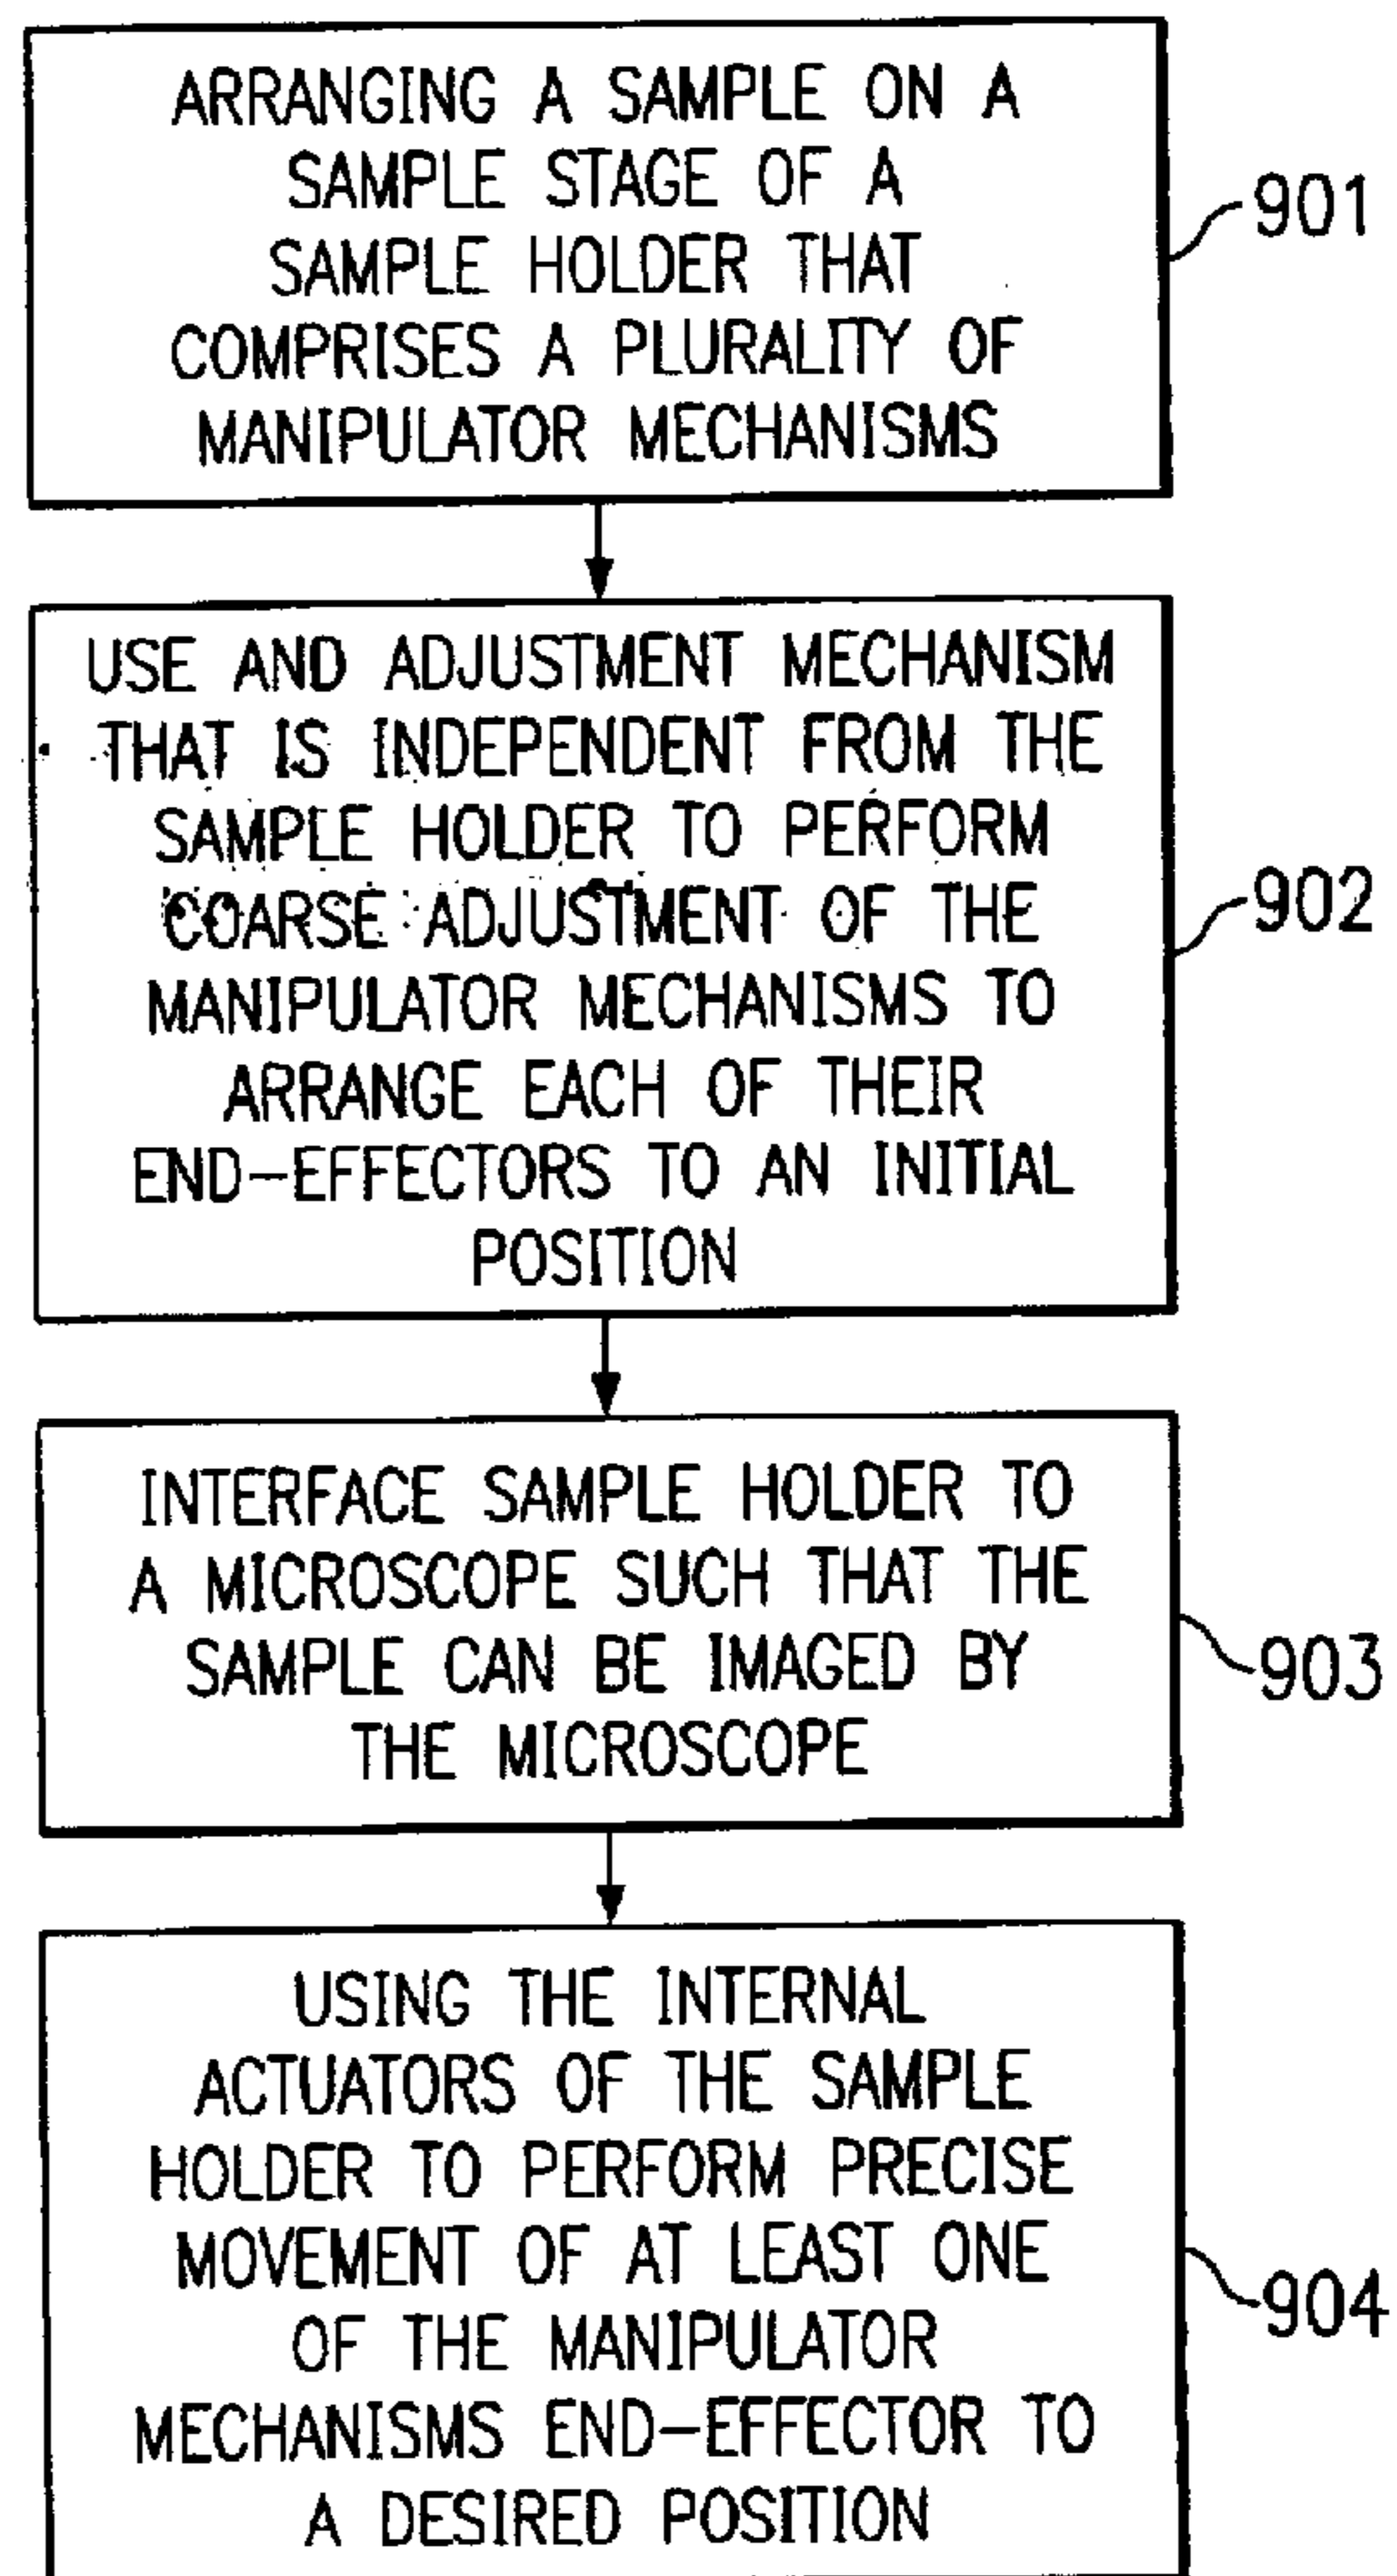 ARRANGING A SAMPLE ON A
SAMPLE STAGE OF A
SAMPLE HOLDER THAT
COMPRISES A PLURALITY OF
MANIPULATOR MECHANISMS
901
USE AND ADJUSTMENT MECHANISM
THAT IS INDEPENDENT FROM THE
SAMPLE HOLDER TO PERFORM
COARSE ADJUSTMENT OF THE
MANIPULATOR MECHANISMS TO
ARRANGE EACH OF THEIR
END-EFFECTORS TO AN INITIAL
POSITION
902
INTERFACE SAMPLE HOLDER TO
A MICROSCOPE SUCH THAT THE
SAMPLE CAN BE IMAGED BY
THE MICROSCOPE
903
USING THE INTERNAL
ACTUATORS OF THE SAMPLE
HOLDER TO PERFORM PRECISE
MOVEMENT OF AT LEAST ONE
OF THE MANIPULATOR
MECHANISMS END-EFFECTOR TO
A DESIRED POSITION
904